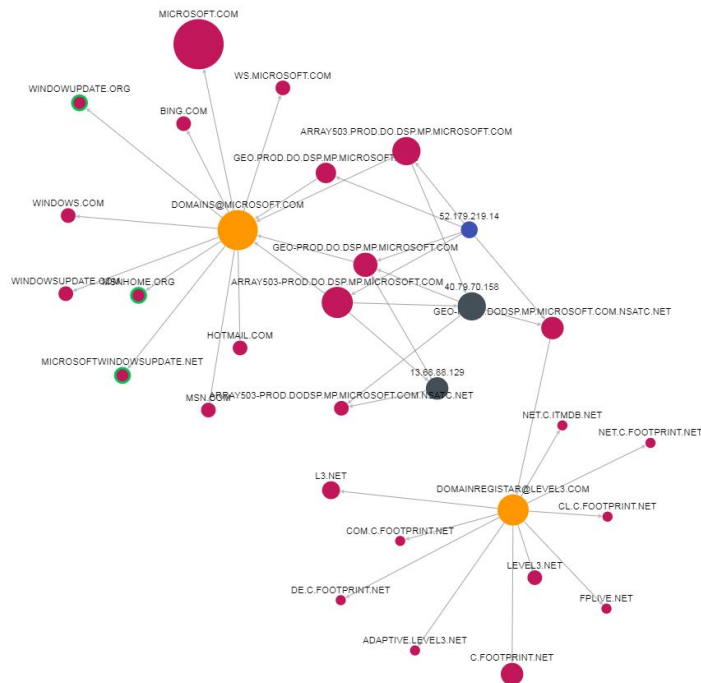 MICROSOFT.COM
WS.MICROSOFT.COM
WINDOWUPDATE.ORG
BING.COM
ARRAY503.PROD.DO.DSP.MP.MICROSOFT.COM
GEO.PROD.DO.DSP.MP.MICROSOFT
DOMAINS@MICROSOFT.COM
WINDOWS.COM
52.179.219.14
GEO-PROD.DO.DSP.MP.MICROSOFT.COM
WINDOWSUPDATE.COM
MSNHOME.ORG
ARRAY503-PROD.DO.DSP.MP.MICROSOFT.COM
40.79.70.158
GEO- DODSP.MP.MICROSOFT.COM.NSATC.NET
HOTMAIL.COM
MICROSOFTWINDOWSUPDATE.NET
13.68.88.129
MSN.COM
ARRAY503-PROD.DODSP.MP.MICROSOFT.COM.NSATC.NET
NET.C.ITMDB.NET
NET.C.FOOTPRINT.NET
L3.NET
DOMAINREGISTAR@LEVEL3.COM
CL.C.FOOTPRINT.NET
COM.C.FOOTPRINT.NET
LEVEL3.NET
DE.C.FOOTPRINT.NET
FPLIVE.NET
ADAPTIVE.LEVEL3.NET
C.FOOTPRINT.NET